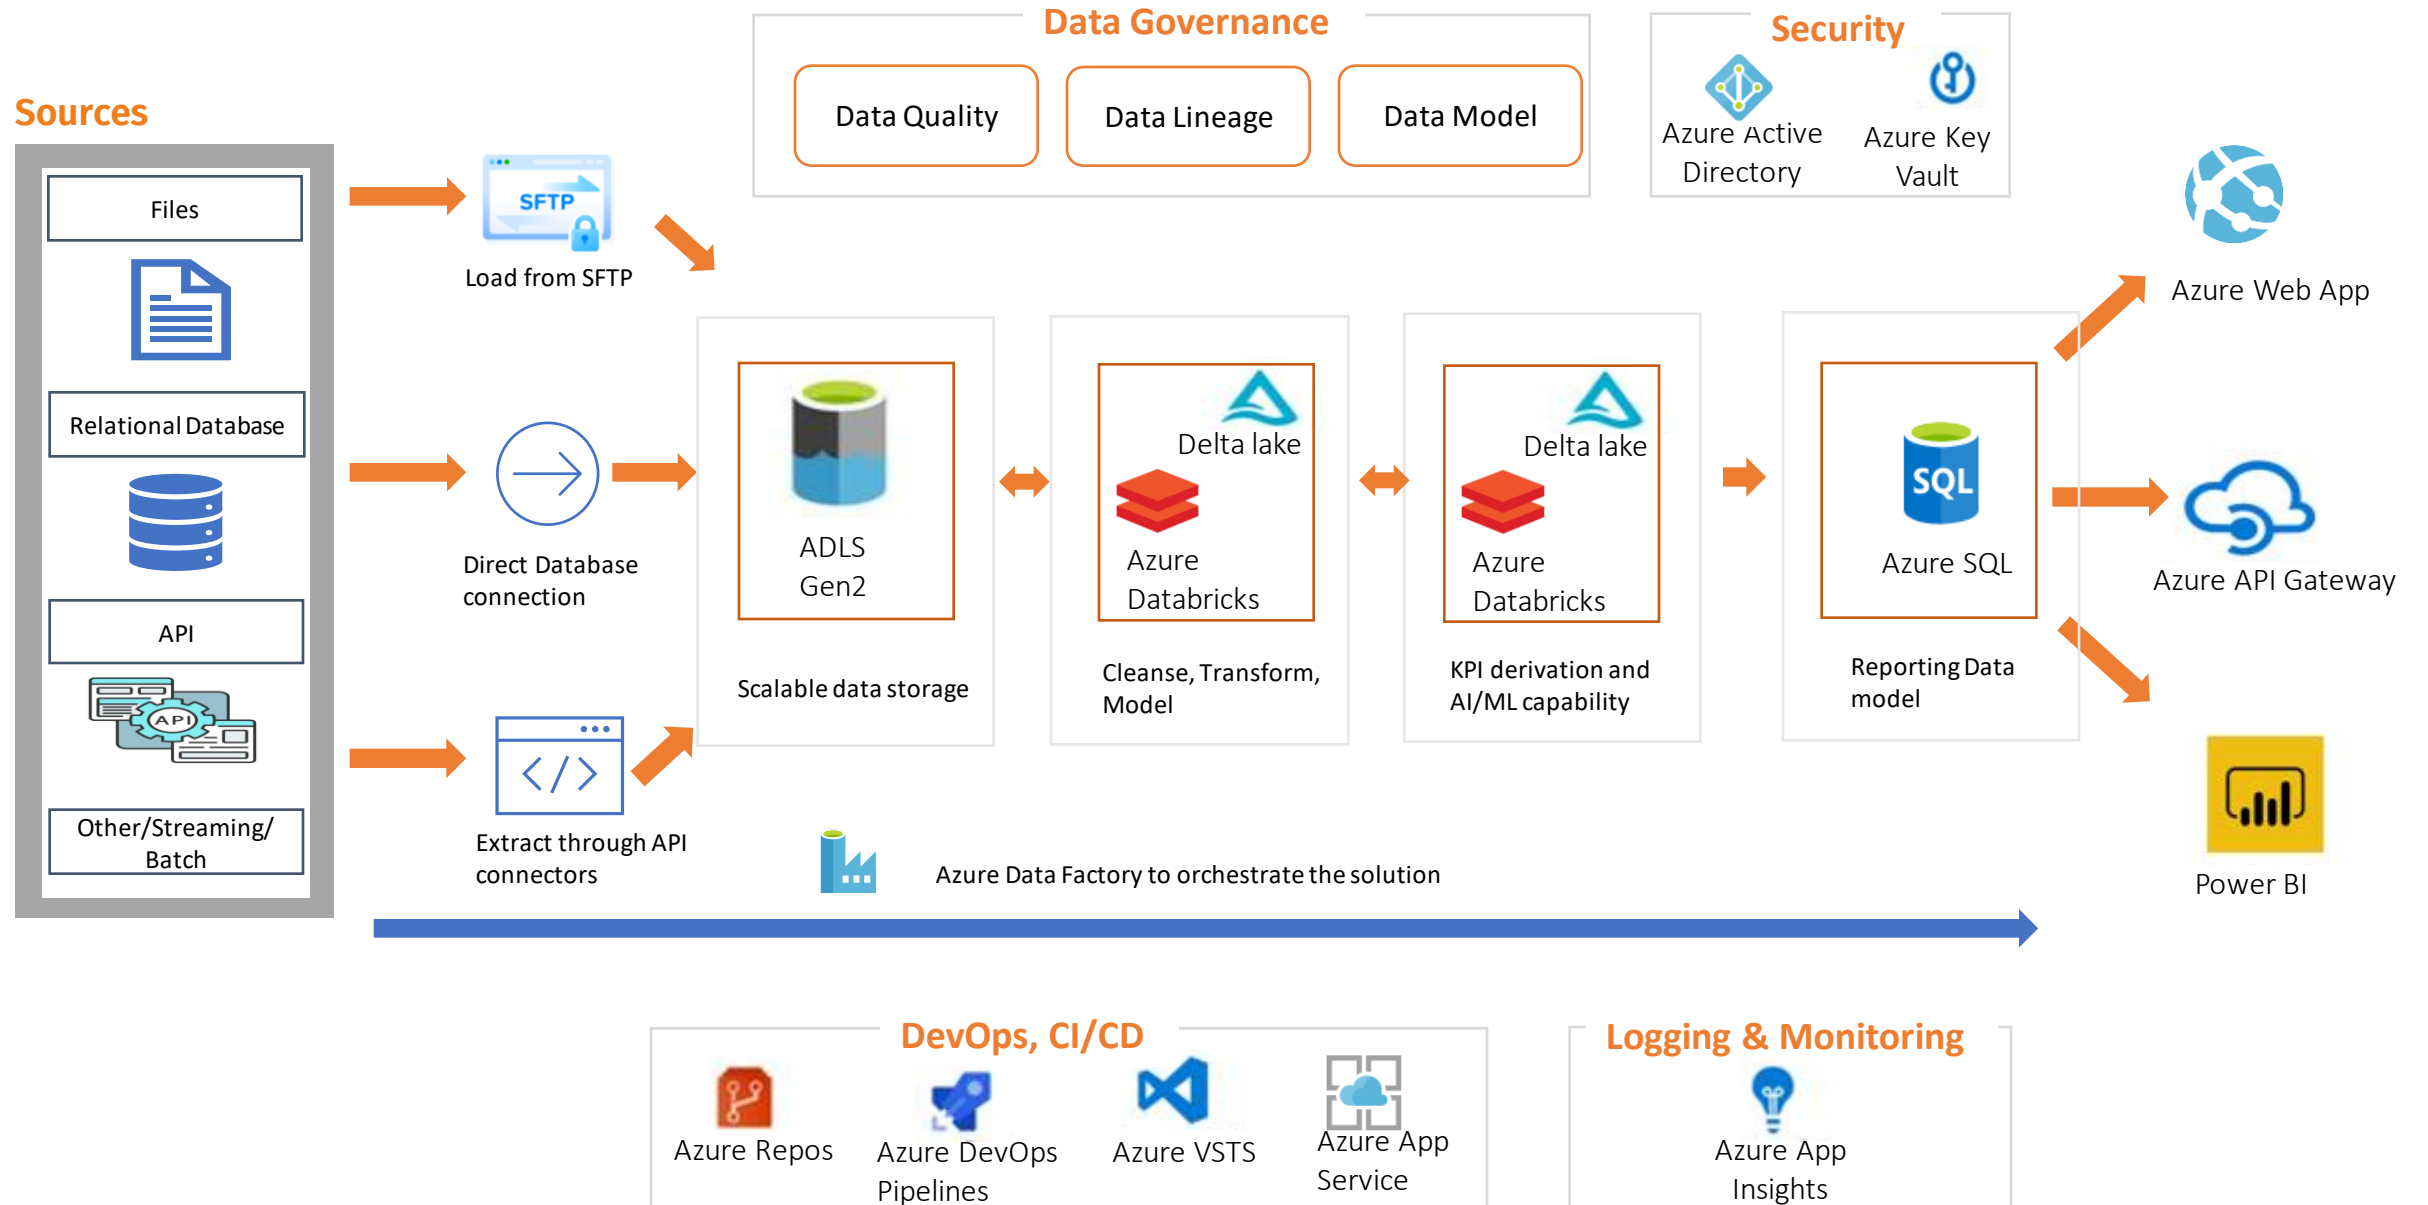 Data Governance
Data Quality
Data Lineage
Data Model
Security
Azure Active
Directory
Azure Key
Vault
Sources
Files
Relational Database
API
API
Other/Streaming/
Batch
SFTP
Load from SFTP
Direct Database
connection
</>
Extract through API
connectors
ADLS
Gen2
Scalable data storage
Delta lake
Azure
Databricks
Cleanse, Transform,
Model
Delta lake
Azure
Databricks
KPI derivation and
AI/ML capability
SQL
Azure SQL
Reporting Data
model
Azure Web App
Azure API Gateway
Power BI
Azure Data Factory to orchestrate the solution
DevOps, CI/CD
Azure Repos
Azure DevOps
Pipelines
Azure VSTS
Azure App
Service
Logging & Monitoring
Azure App
Insights